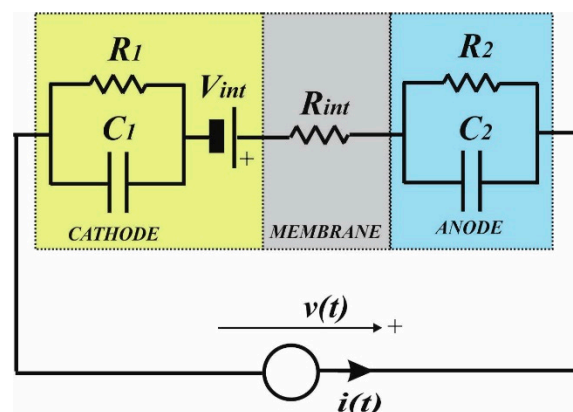 R1
Vint
Rint
R2
C1
+
C2
CATHODE
MEMBRANE
ANODE
v(t)
+
i(t)